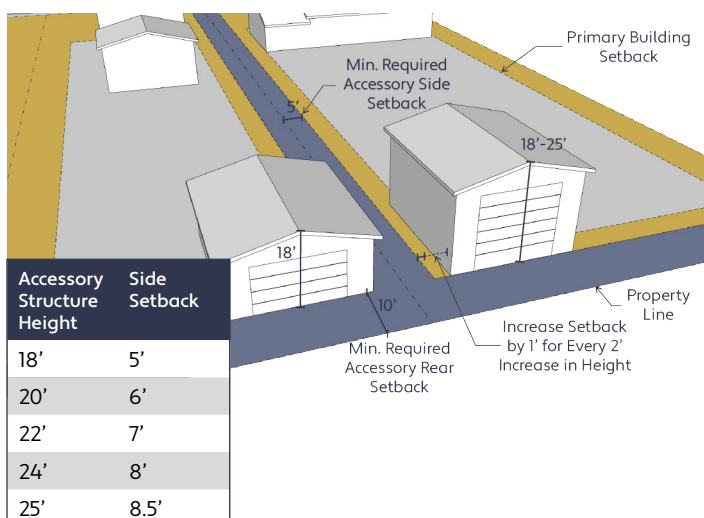 Primary Building
Setback
Min. Required
Accessory Side
Setback
5’
18’-25’
18’
10’
Property
Line
Increase Setback
by 1’ for Every 2’
Increase in Height
Min. Required
Accessory Rear
Setback
Accessory Structure Height Side Setback
18’ 5’
20’ 6’
22’ 7’
24’ 8’
25’ 8.5’